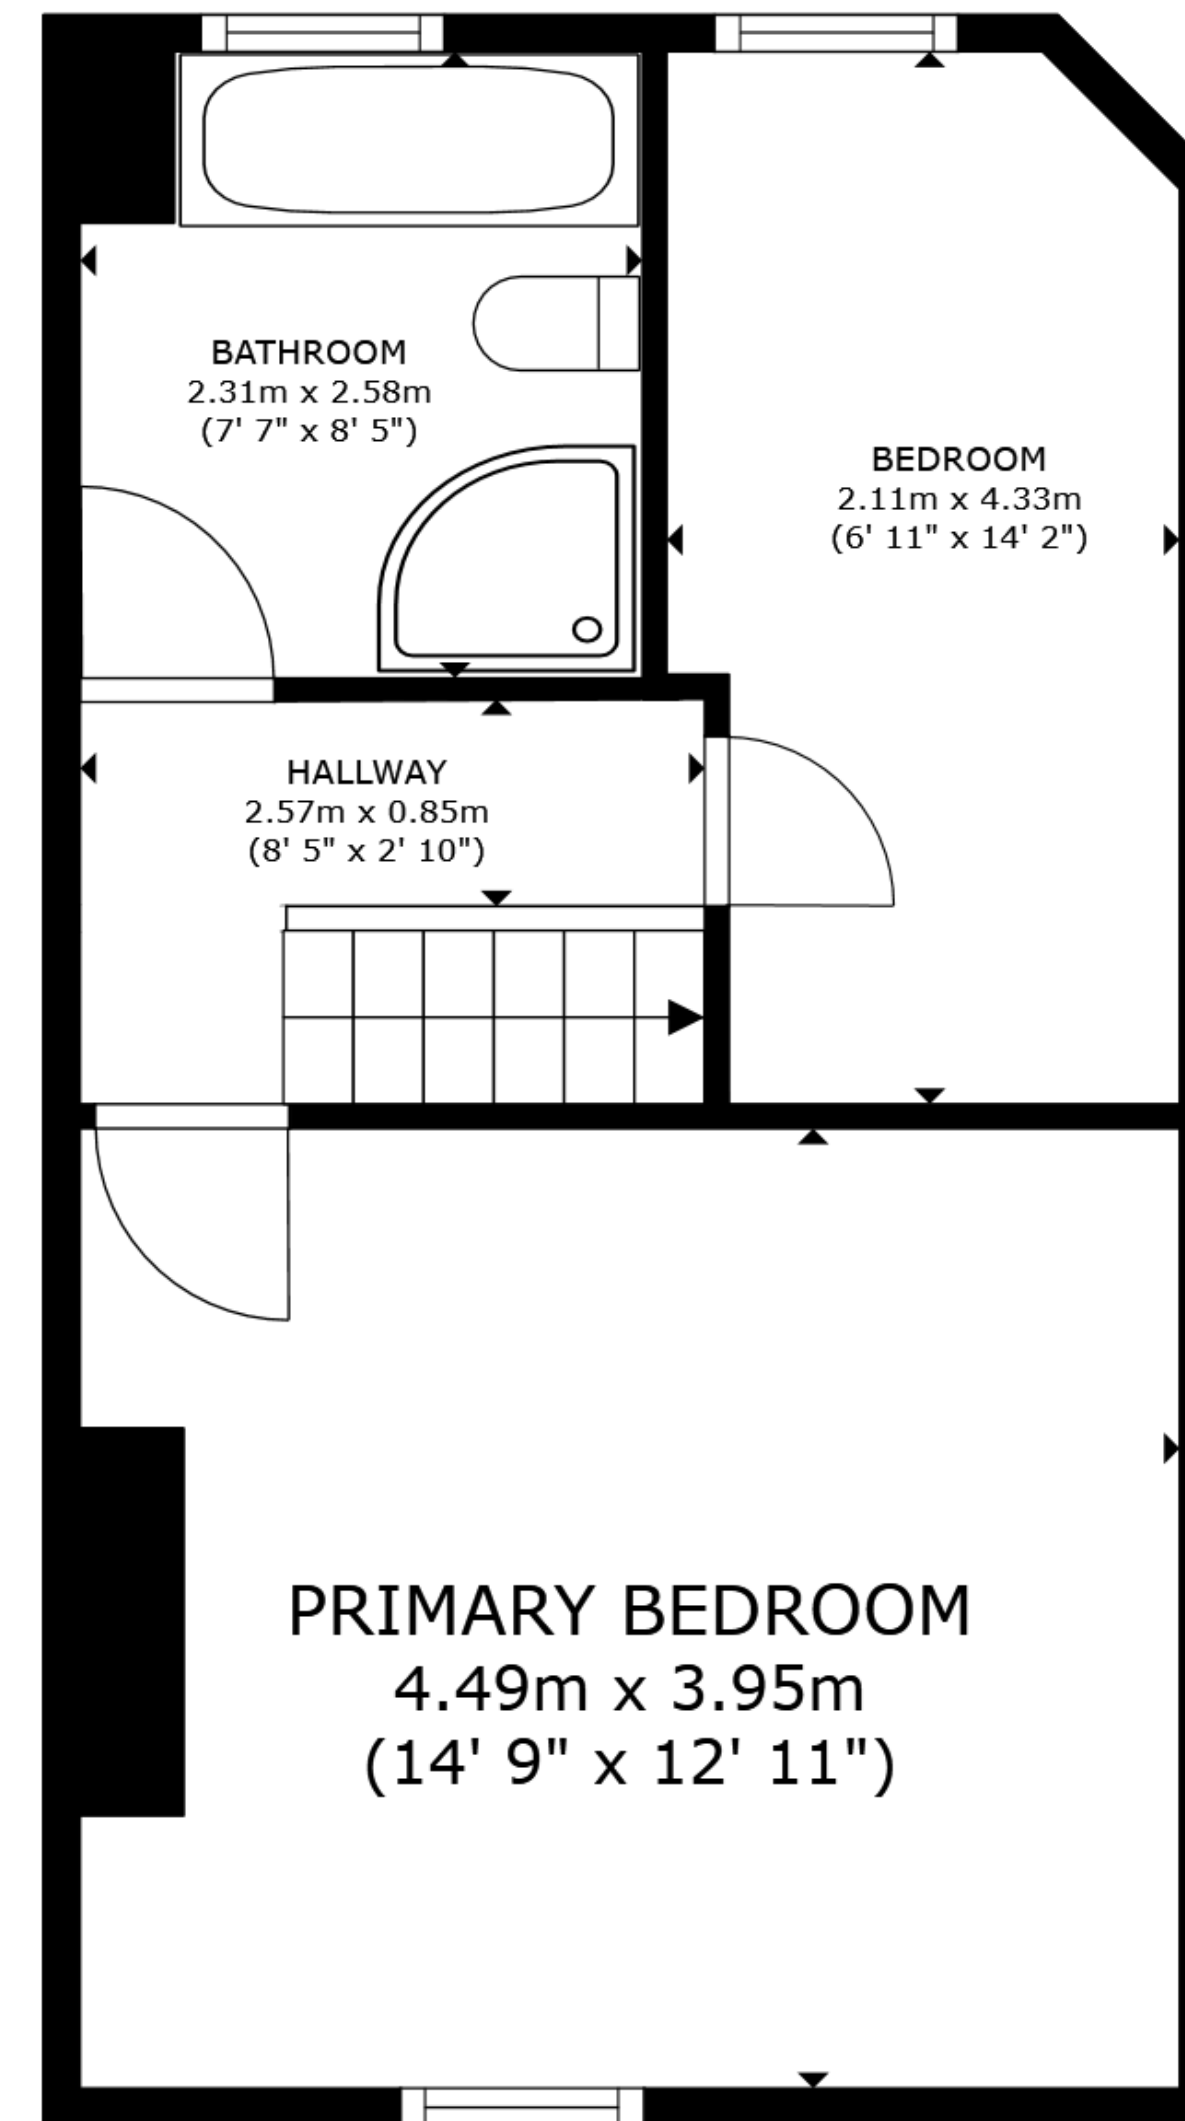 BATHROOM
2.31m x 2.58m
(7' 7" x 8' 5")
BEDROOM
2.11m x 4.33m
(6' 11" x 14' 2")
HALLWAY
2.57m x 0.85m
(8' 5" x 2' 10")
PRIMARY BEDROOM
4.49m x 3.95m
(14' 9" x 12' 11")